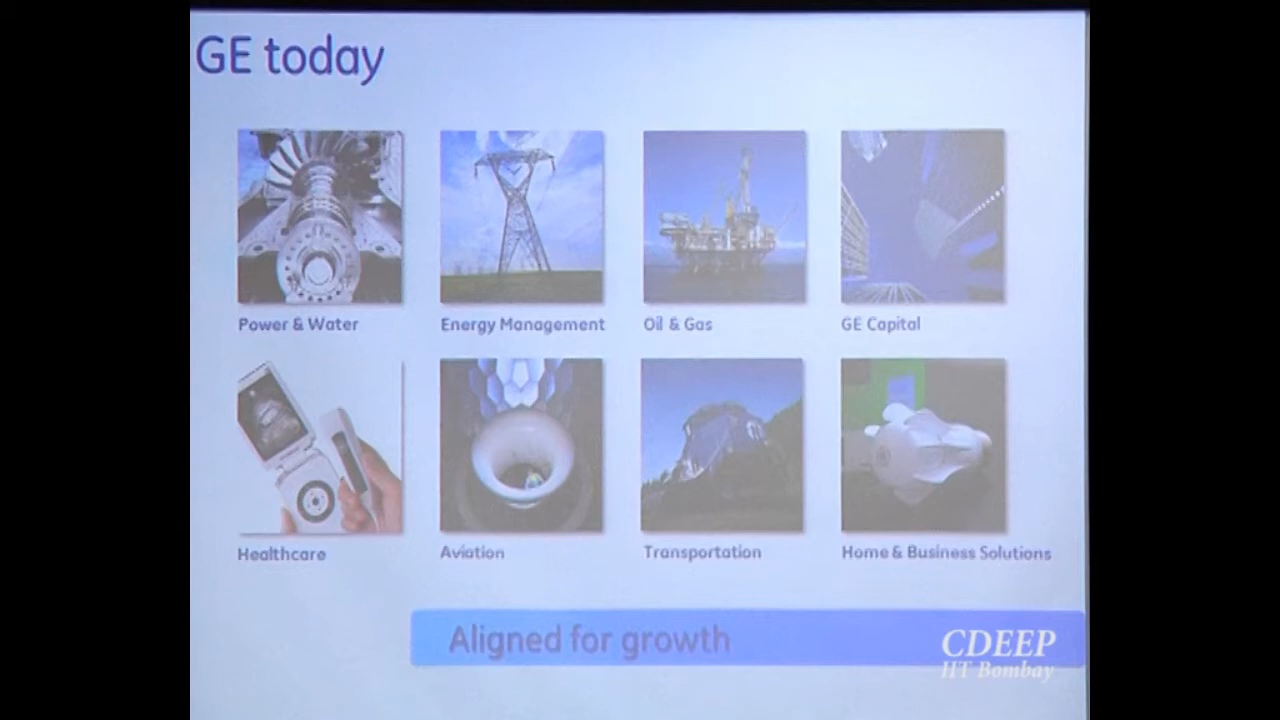 GE today
Power & Water
Energy Management
Oil & Gas
GE Capital
Healthcare
Aviation
Transportation
Home & Business Solutions
Aligned for growth
CDEEP
IIT Bombay